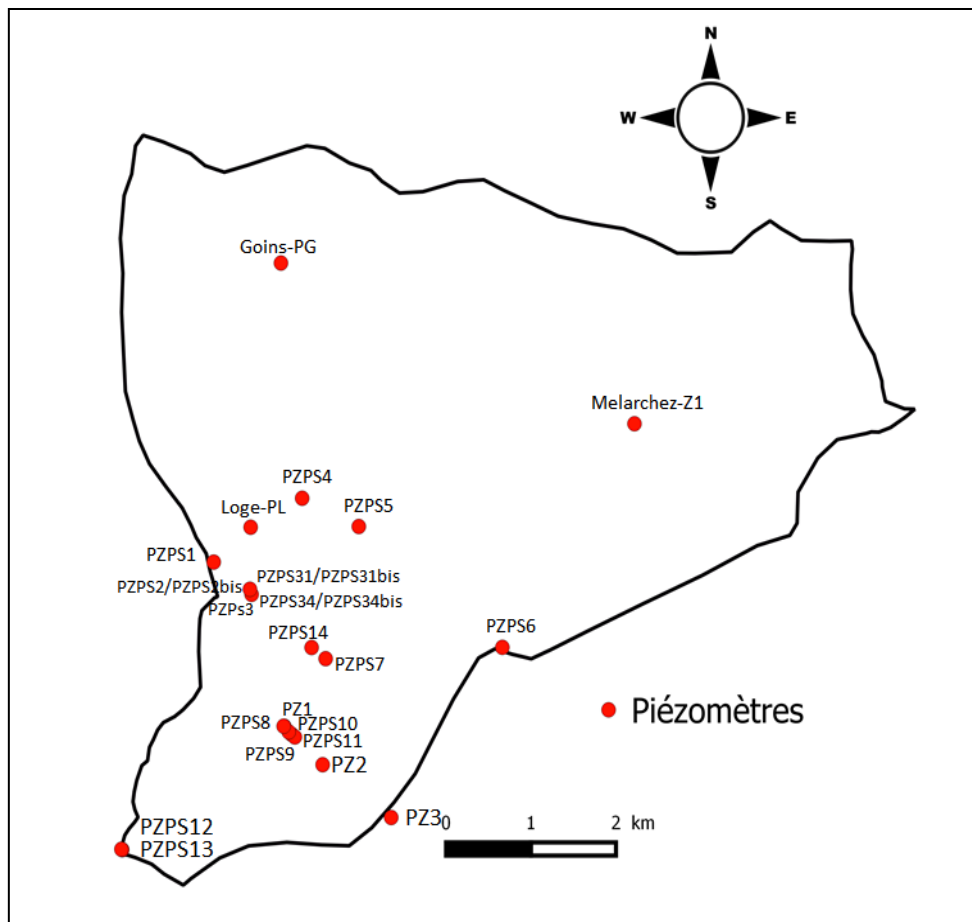 N
W E
S
Goins-PG
Melarchez-Z1
PZPS4
Loge-PL
PZPS5
PZPS1
PZPS31/PZPS31bis
PZPS2/PZPS2bis
PZPs3
PZPS34/PZPS34bis
PZPS14
PZPS6
PZPS7
Piézomètres
PZ1
PZPS8
PZPS10
PZPS11
PZPS9
PZ2
PZ3
0 1 2 km
PZPS12
PZPS13